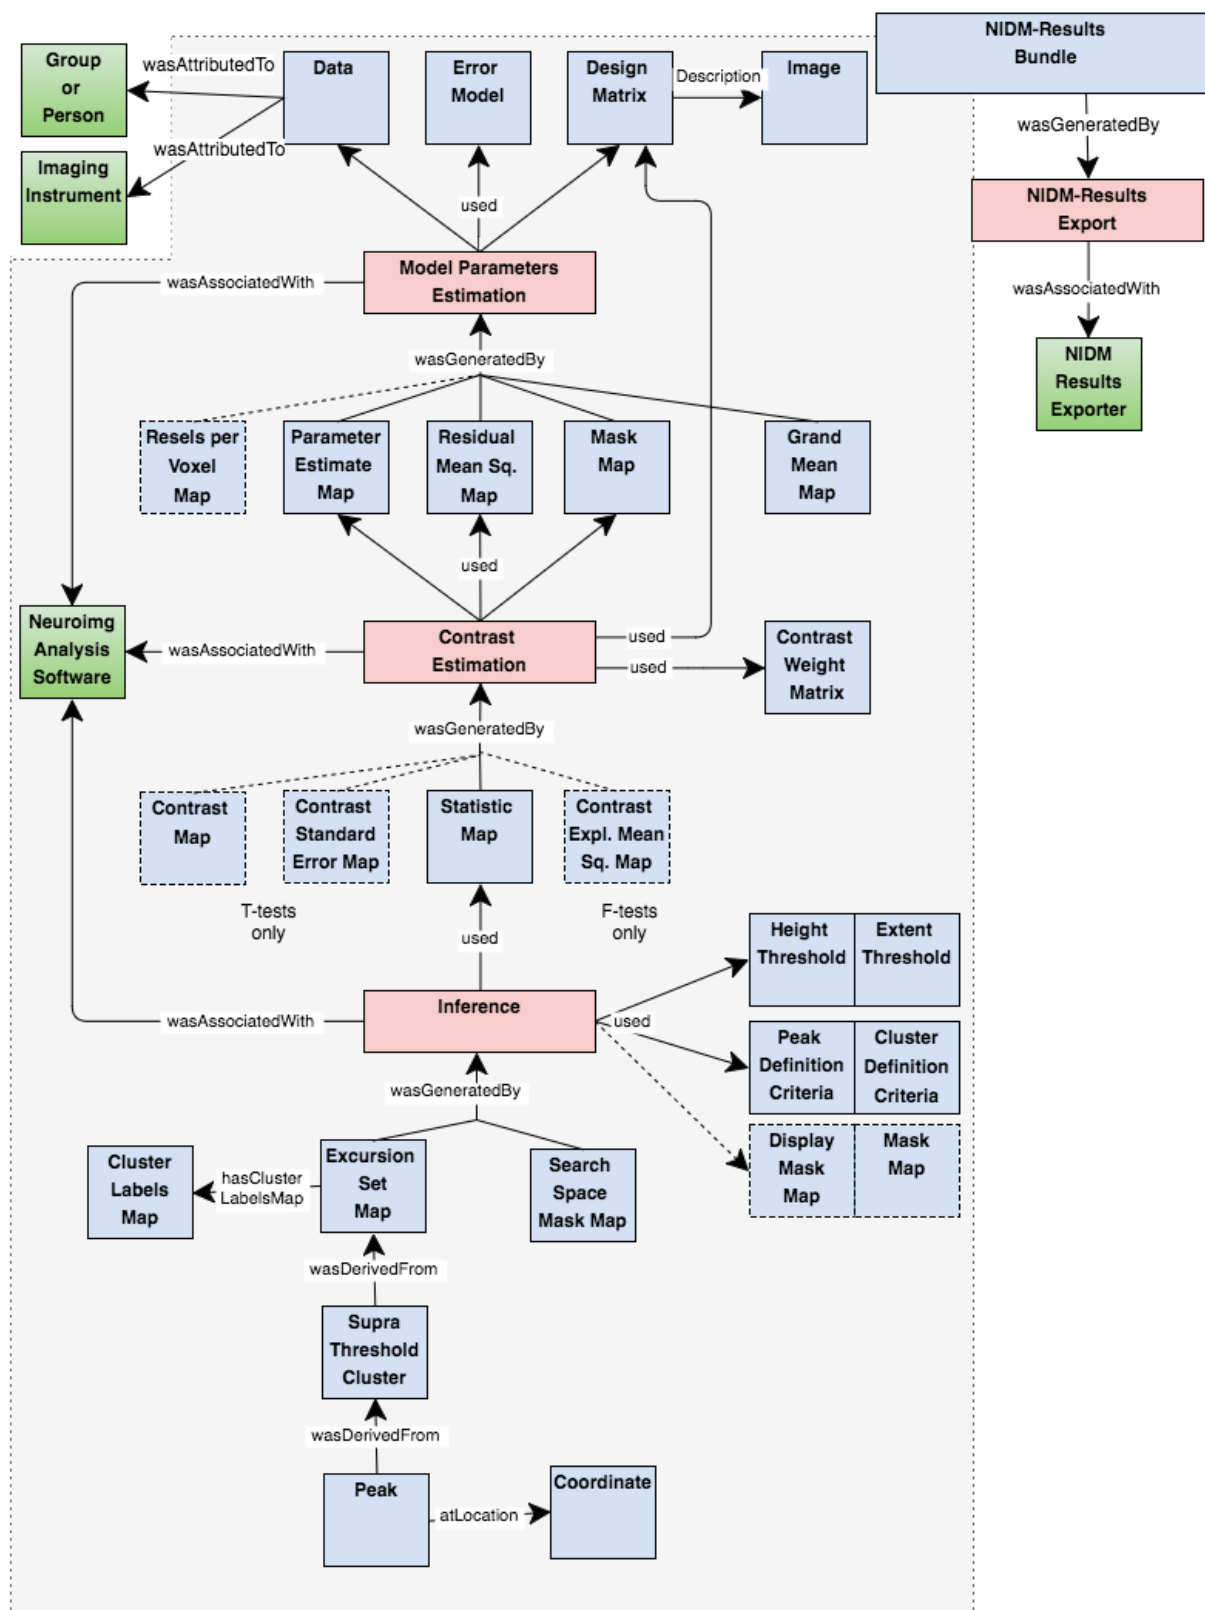 NIDM-Results
Bundle
Group
or
Person
wasAttributedTo
Data
Error
Model
Design
Matrix
Description
Image
wasGeneratedBy
wasAttributedTo
Imaging
Instrument
used
NIDM-Results
Export
Model Parameters
Estimation
wasAssociatedWith
wasAssociatedWith
wasGeneratedBy
NIDM
Results
Exporter
Resels per
Voxel
Map
Parameter
Estimate
Map
Residual
Mean Sq.
Map
Mask
Map
Grand
Mean
Map
used
Neuroimg
Analysis
Software
wasAssociatedWith
Contrast
Estimation
used
used
Contrast
Weight
Matrix
wasGeneratedBy
Contrast
Map
Contrast
Standard
Error Map
Statistic
Map
Contrast
Expl. Mean
Sq. Map
T-tests
only
F-tests
only
used
Height
Threshold
Extent
Threshold
wasAssociatedWith
Inference
used
Peak
Definition
Criteria
Cluster
Definition
Criteria
wasGeneratedBy
Display
Mask
Map
Mask
Map
Cluster
Labels
Map
hasCluster
LabelsMap
Excursion
Set
Map
Search
Space
Mask Map
wasDerivedFrom
Supra
Threshold
Cluster
wasDerivedFrom
Peak
atLocation
Coordinate